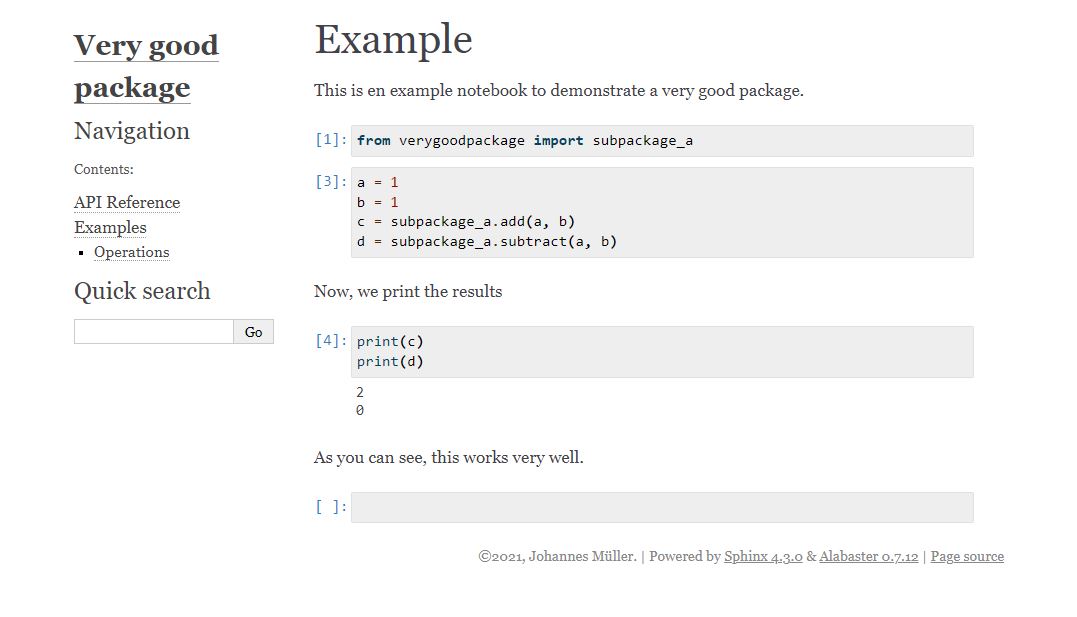 Very good
package
Navigation
Contents:
API Reference
Examples
Operations
Quick search
Go
Example
This is en example notebook to demonstrate a very good package.
[1]: from verygoodpackage import subpackage_a
[3]: a = 1
b = 1
c = subpackage_a.add(a, b)
d = subpackage_a.subtract(a, b)
Now, we print the results
[4]: print(c)
print(d)
2
0
As you can see, this works very well.
[ ]:
©2021, Johannes Müller. | Powered by Sphinx 4.3.0 & Alabaster 0.7.12 | Page source